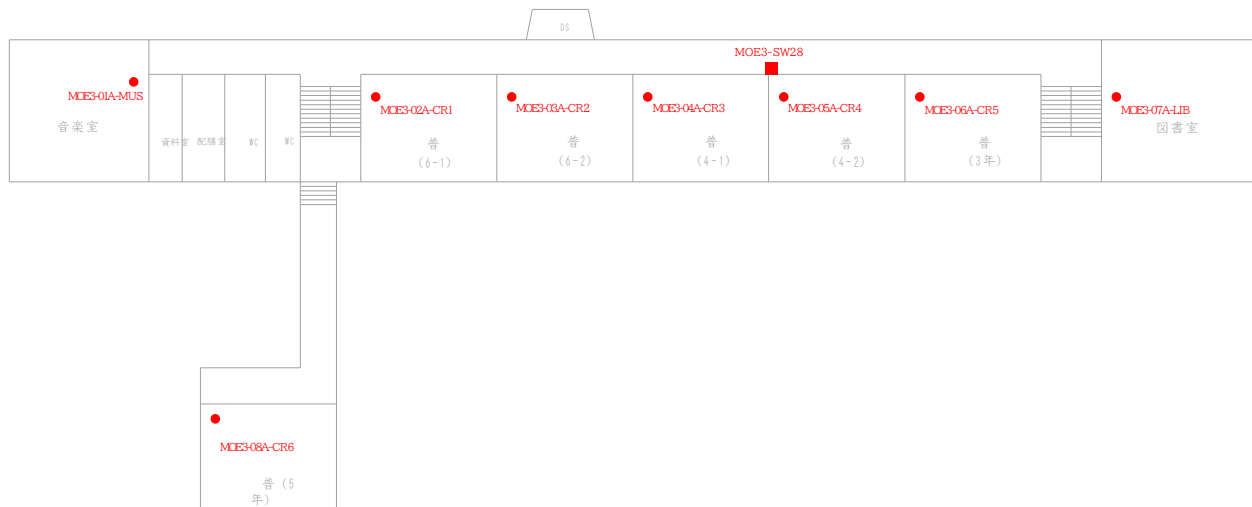 DS
MOE3-SW28
MOE3-01A-MUS
音楽室
資料室
配膳室
WC
WC
MOE3-02A-CR1
普
(6-1)
MOE3-03A-CR2
普
(6-2)
MOE3-04A-CR3
普
(4-1)
MOE3-05A-CR4
普
(4-2)
MOE3-06A-CR5
普
(3年)
MOE3-07A-LIB
図書室
MOE3-08A-CR6
普（5
年）